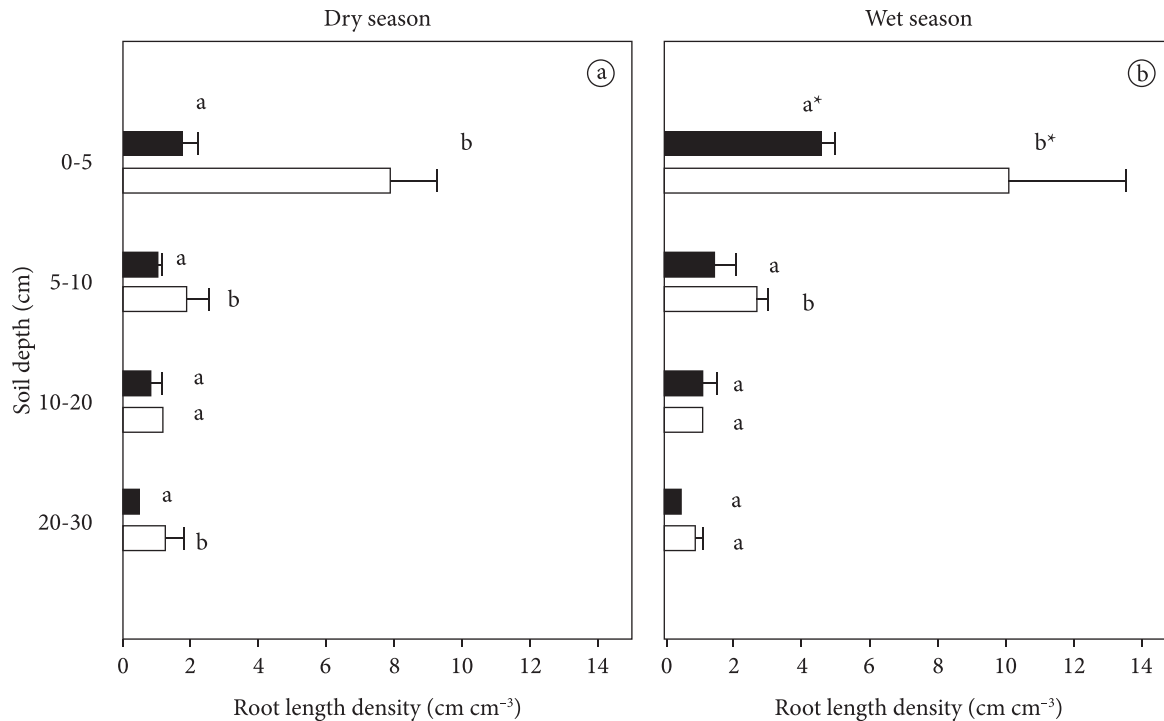 Dry season
a
a
b
0-5
a
5-10
b
a
10-20
a
a
20-30
b
0 2 4 6 8 10 12 14
Root length density (cm cm⁻³)
Soil depth (cm)
Wet season
b
a*
b*
a
b
a
a
a
a
0 2 4 6 8 10 12 14
Root length density (cm cm⁻³)